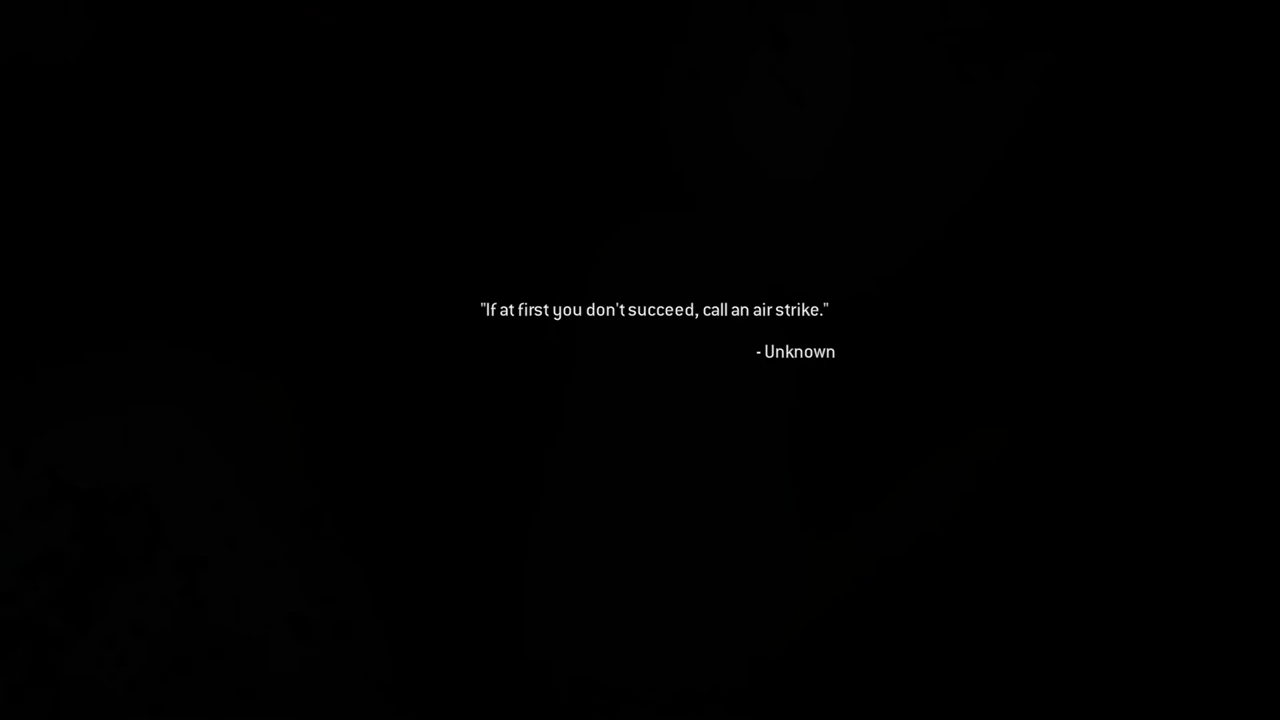 "If at first you don't succeed, call an air strike."
- Unknown